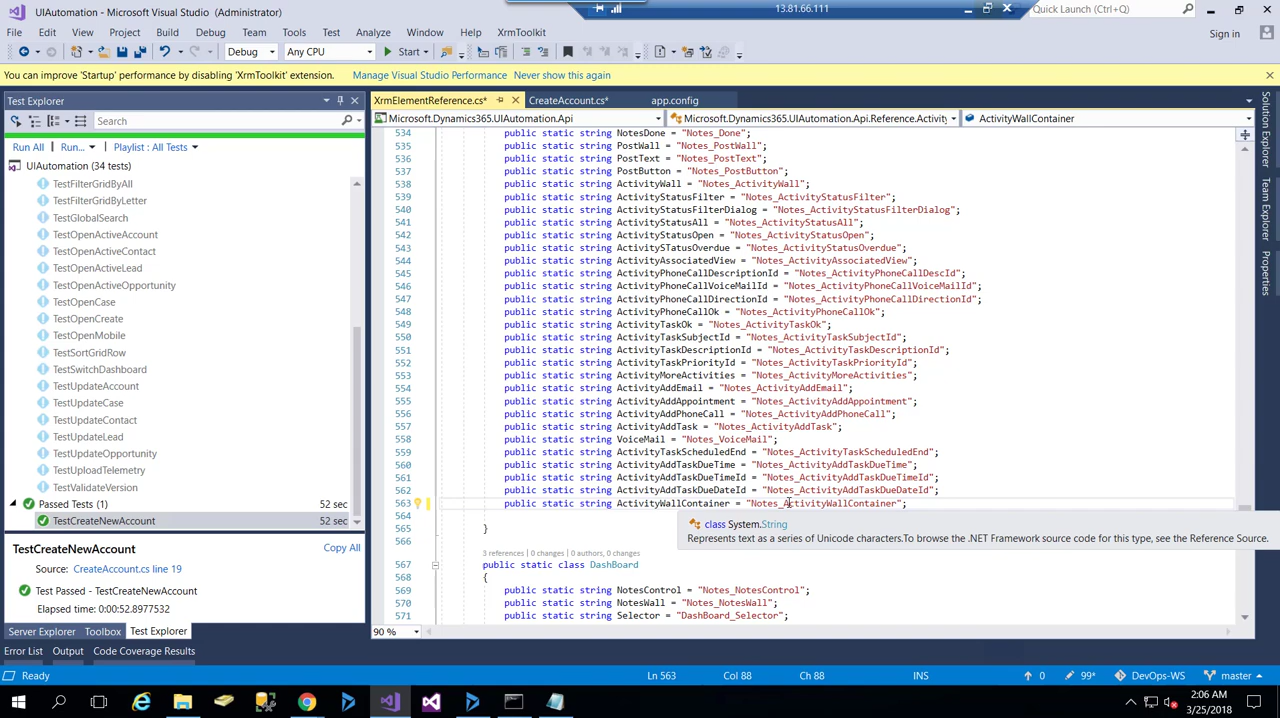 UIAutomation - Microsoft Visual Studio (Administrator)
13.81.66.111
Quick Launch (Ctrl+Q)
File Edit View Project Build Debug Team Tools Test Analyze Window Help XrmToolkit
Sign in
Debug Any CPU Start
You can improve 'Startup' performance by disabling 'XrmToolkit' extension. Manage Visual Studio Performance Never show this again
Test Explorer
XrmElementReference.cs* CreateAccount.cs* app.config
Search
Microsoft.Dynamics365.UIAutomation.Api
Microsoft.Dynamics365.UIAutomation.Api.Reference.Activity
ActivityWallContainer
Run All Run... Playlist : All Tests
UIAutomation (34 tests)
TestFilterGridByAll
TestFilterGridByLetter
TestGlobalSearch
TestOpenActiveAccount
TestOpenActiveContact
TestOpenActiveLead
TestOpenActiveOpportunity
TestOpenCase
TestOpenCreate
TestOpenMobile
TestSortGridRow
TestSwitchDashboard
TestUpdateAccount
TestUpdateCase
TestUpdateContact
TestUpdateLead
TestUpdateOpportunity
TestUploadTelemetry
TestValidateVersion
Passed Tests (1) 52 sec
TestCreateNewAccount 52 sec
TestCreateNewAccount Copy All
Source: CreateAccount.cs line 19
Test Passed - TestCreateNewAccount
Elapsed time: 0:00:52.8977532
Server Explorer Toolbox Test Explorer
534 public static string NotesDone = "Notes_Done";
535 public static string PostWall = "Notes_PostWall";
536 public static string PostText = "Notes_PostText";
537 public static string PostButton = "Notes_PostButton";
538 public static string ActivityWall = "Notes_ActivityWall";
539 public static string ActivityStatusFilter = "Notes_ActivityStatusFilter";
540 public static string ActivityStatusFilterDialog = "Notes_ActivityStatusFilterDialog";
541 public static string ActivityStatusAll = "Notes_ActivityStatusAll";
542 public static string ActivityStatusOpen = "Notes_ActivityStatusOpen";
543 public static string ActivitySTatusOverdue = "Notes_ActivityStatusOverdue";
544 public static string ActivityAssociatedView = "Notes_ActivityAssociatedView";
545 public static string ActivityPhoneCallDescriptionId = "Notes_ActivityPhoneCallDescId";
546 public static string ActivityPhoneCallVoiceMailId = "Notes_ActivityPhoneCallVoiceMailId";
547 public static string ActivityPhoneCallDirectionId = "Notes_ActivityPhoneCallDirectionId";
548 public static string ActivityPhoneCallOk = "Notes_ActivityPhoneCallOk";
549 public static string ActivityTaskOk = "Notes_ActivityTaskOk";
550 public static string ActivityTaskSubjectId = "Notes_ActivityTaskSubjectId";
551 public static string ActivityTaskDescriptionId = "Notes_ActivityTaskDescriptionId";
552 public static string ActivityTaskPriorityId = "Notes_ActivityTaskPriorityId";
553 public static string ActivityMoreActivities = "Notes_ActivityMoreActivities";
554 public static string ActivityAddEmail = "Notes_ActivityAddEmail";
555 public static string ActivityAddAppointment = "Notes_ActivityAddAppointment";
556 public static string ActivityAddPhoneCall = "Notes_ActivityAddPhoneCall";
557 public static string ActivityAddTask = "Notes_ActivityAddTask";
558 public static string VoiceMail = "Notes_VoiceMail";
559 public static string ActivityTaskScheduledEnd = "Notes_ActivityTaskScheduledEnd";
560 public static string ActivityAddTaskDueTime = "Notes_ActivityAddTaskDueTime";
561 public static string ActivityAddTaskDueTimeId = "Notes_ActivityAddTaskDueTimeId";
562 public static string ActivityAddTaskDueDateId = "Notes_ActivityAddTaskDueDateId";
563 public static string ActivityWallContainer = "Notes_ActivityWallContainer";
564
565 }
566
class System.String
Represents text as a series of Unicode characters.To browse the .NET Framework source code for this type, see the Reference Source.
3 references | 0 changes | 0 authors, 0 changes
567 public static class DashBoard
568 {
569 public static string NotesControl = "Notes_NotesControl";
570 public static string NotesWall = "Notes_NotesWall";
571 public static string Selector = "DashBoard_Selector";
90 %
Solution Explorer
Team Explorer
Properties
Error List Output Code Coverage Results
Ready Ln 563 Col 88 Ch 88 INS 0 99* DevOps-WS master
2:06 AM
3/25/2018